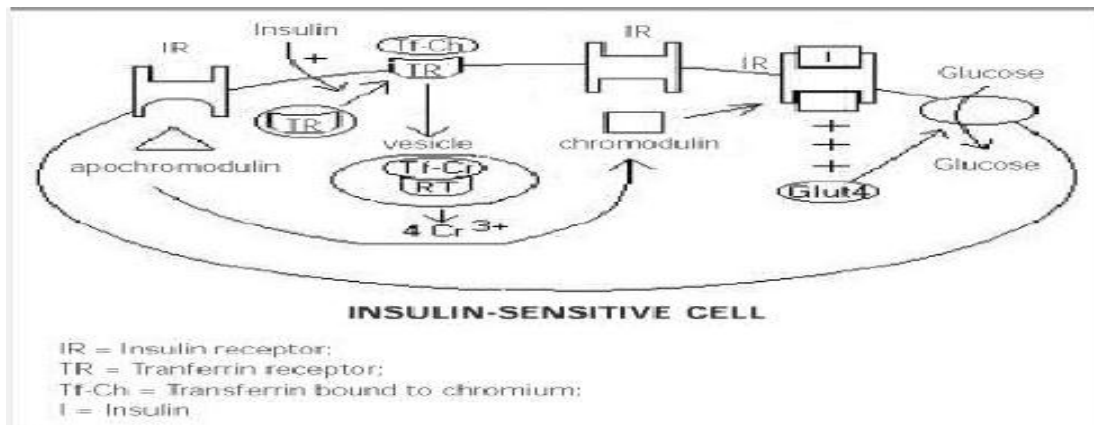 Insulin
IR
+
Tf-Ch
IR
IR
IR
I
Glucose
TR
vesicle
chromodulin
apochromodulin
Tf-Cr
RT
+
+
+
Glut4
Glucose
4 Cr 3+
INSULIN-SENSITIVE CELL
IR = Insulin receptor;
TR = Tranferrin receptor;
Tf-Ch = Transferrin bound to chromium;
I = Insulin